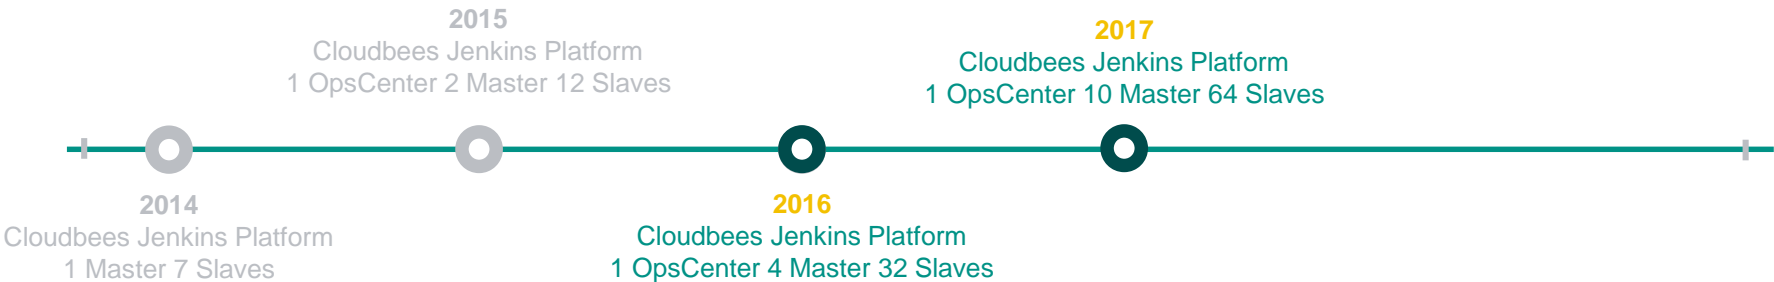 2015
Cloudbees Jenkins Platform
1 OpsCenter 2 Master 12 Slaves
2017
Cloudbees Jenkins Platform
1 OpsCenter 10 Master 64 Slaves
2014
Cloudbees Jenkins Platform
1 Master 7 Slaves
2016
Cloudbees Jenkins Platform
1 OpsCenter 4 Master 32 Slaves